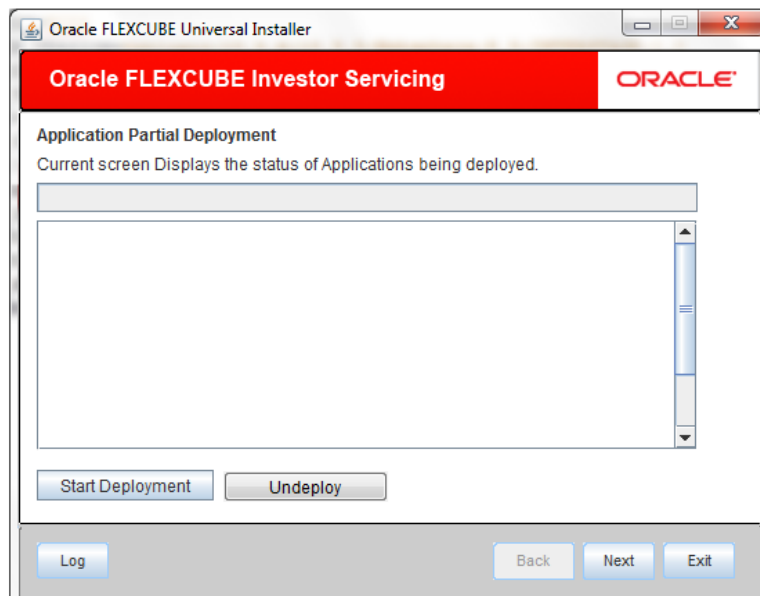 Oracle FLEXCUBE Universal Installer
Oracle FLEXCUBE Investor Servicing
ORACLE
Application Partial Deployment
Current screen Displays the status of Applications being deployed.
Start Deployment
Undeploy
Log
Back
Next
Exit